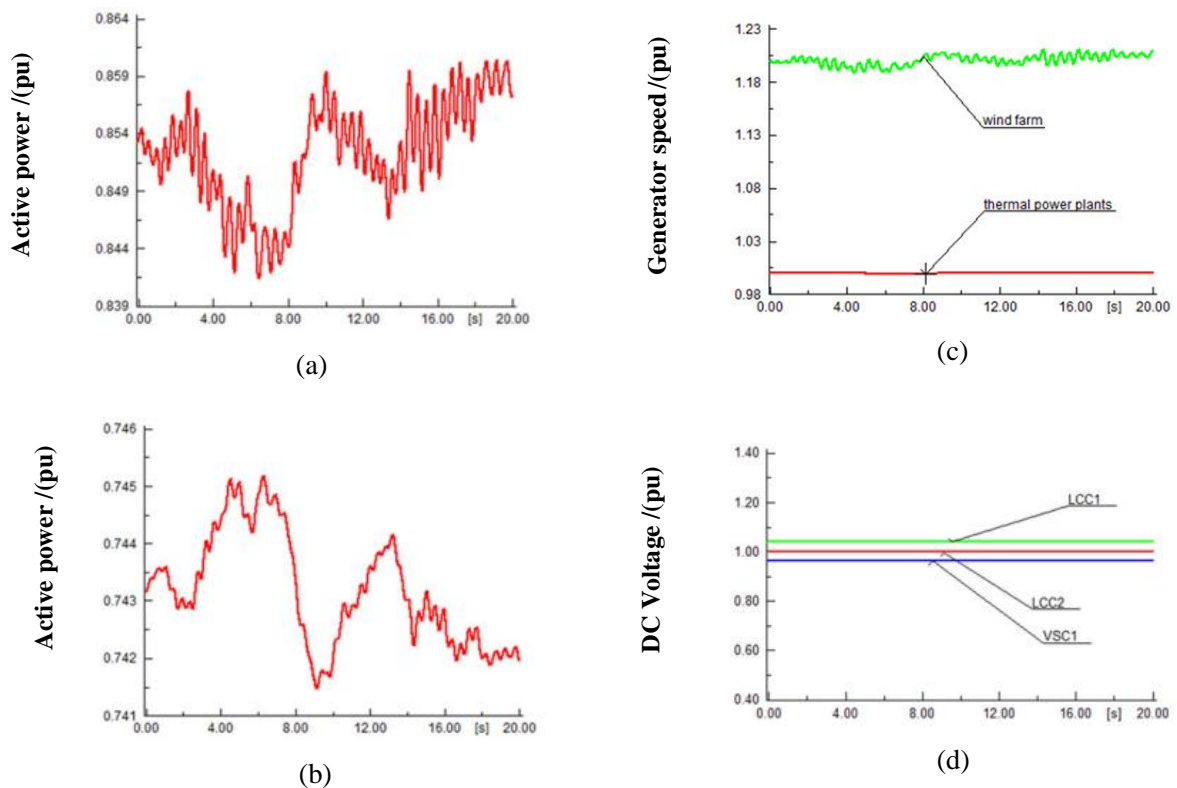 Active power /(pu)
0.864
0.859
0.854
0.849
0.844
0.839
0.00 4.00 8.00 12.00 16.00 [s] 20.00
(a)
Generator speed /(pu)
1.23
1.18
1.13
1.08
1.03
0.98
wind farm
thermal power plants
0.00 4.00 8.00 12.00 16.00 [s] 20.00
(c)
Active power /(pu)
0.746
0.745
0.744
0.743
0.742
0.741
0.00 4.00 8.00 12.00 16.00 [s] 20.00
(b)
DC Voltage /(pu)
1.40
1.20
1.00
0.80
0.60
0.40
LCC1
LCC2
VSC1
0.00 4.00 8.00 12.00 16.00 [s] 20.00
(d)